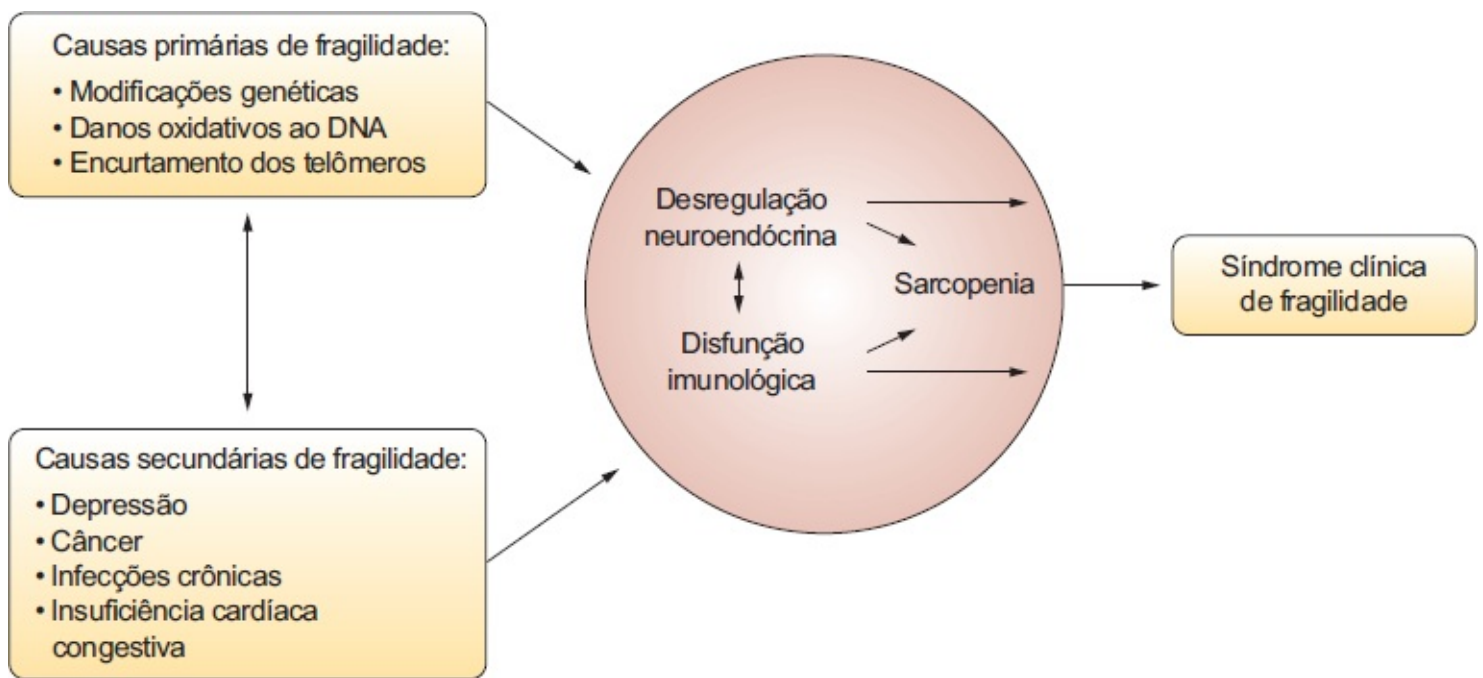 Causas primárias de fragilidade:
• Modificações genéticas
• Danos oxidativos ao DNA
• Encurtamento dos telômeros
Desregulação
neuroendócrina
Sarcopenia
Disfunção
imunológica
Síndrome clínica
de fragilidade
Causas secundárias de fragilidade:
• Depressão
• Câncer
• Infecções crônicas
• Insuficiência cardíaca
congestiva